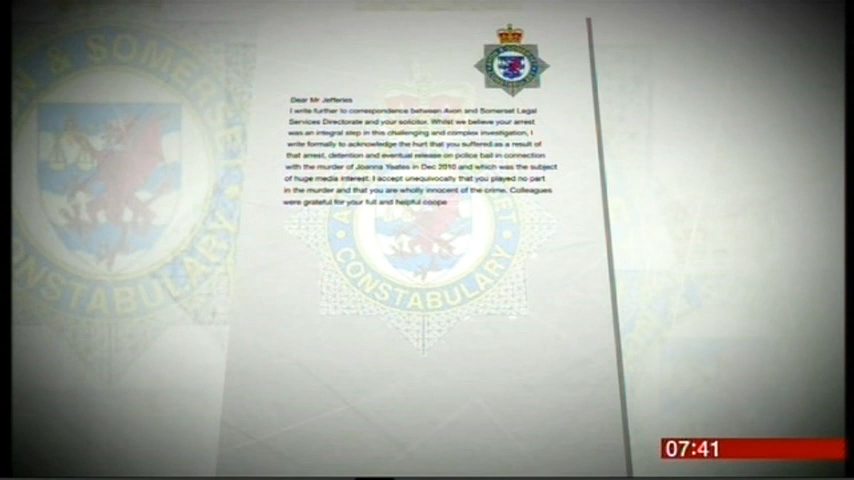 Dear Mr Jefferies
I write further to correspondence between Avon and Somerset Legal
Services Directorate and your solicitor. Whilst we believe your arrest
was an integral step in this challenging and complex investigation, I
write formally to acknowledge the hurt that you suffered as a result of
that arrest, detention and eventual release on police bail in connection
with the murder of Joanna Yeates in Dec 2010 and which was the subject
of huge media interest. I accept unequivocally that you played no part
in the murder and that you are wholly innocent of the crime. Colleagues
were grateful for your full and helpful coope
& SOMER
CONSTABULARY
CONSTABULARY
07:41